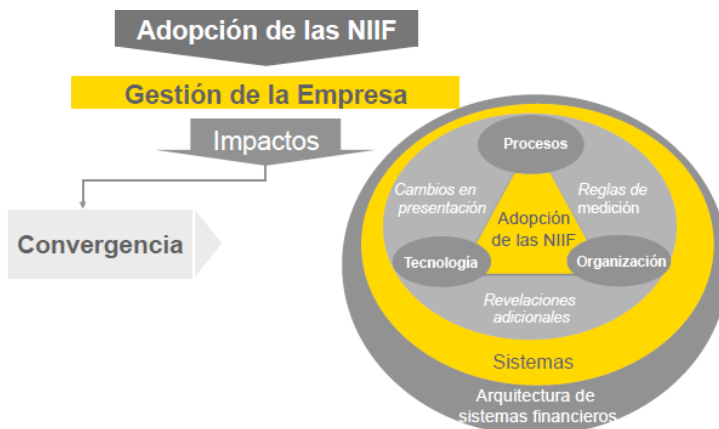 Adopción de las NIIF
Gestión de la Empresa
Impactos
Convergencia
Procesos
Cambios en
presentación
Reglas de
medición
Adopción
de las NIIF
Tecnología
Organización
Revelaciones
adicionales
Sistemas
Arquitectura de
sistemas financieros